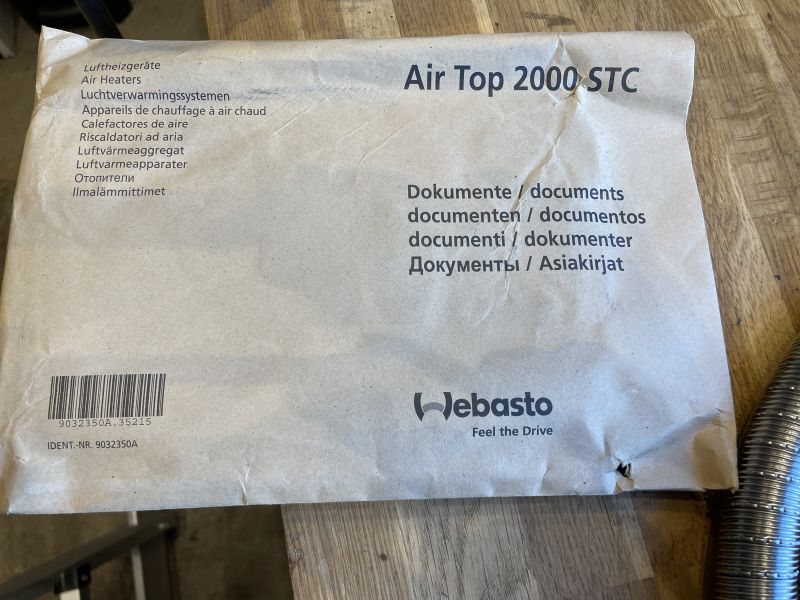 Luftheizgeräte
Air Heaters
Luchtverwarmingssystemen
Appareils de chauffage à air chaud
Calefactores de aire
Riscaldatori ad aria
Luftvärmeaggregat
Luftvarmeapparater
Отопители
Ilmalämmittimet
Air Top 2000 STC
Dokumente / documents
documenten / documentos
documenti / dokumenter
Документы / Asiakirjat
9032350A.35215
IDENT.-NR. 9032350A
Webasto
Feel the Drive